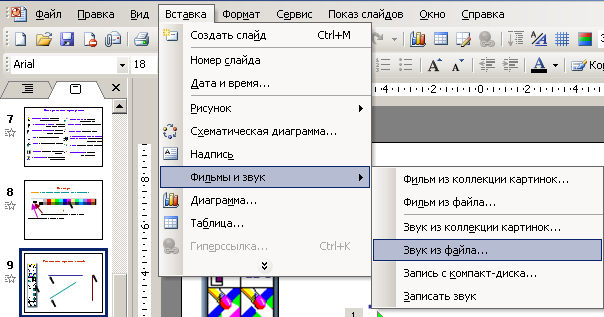 Файл Правка Вид Вставка Формат Сервис Показ слайдов Окно Справка
Создать слайд Ctrl+M
Arial 18
Номер слайда
Дата и время...
Рисунок
Схематическая диаграмма...
Надпись
Фильмы и звук
Диаграмма...
Таблица...
Гиперссылка... Ctrl+K
Фильм из коллекции картинок...
Фильм из файла...
Звук из коллекции картинок...
Звук из файла...
Запись с компакт-диска...
Записать звук
7
8
9
1